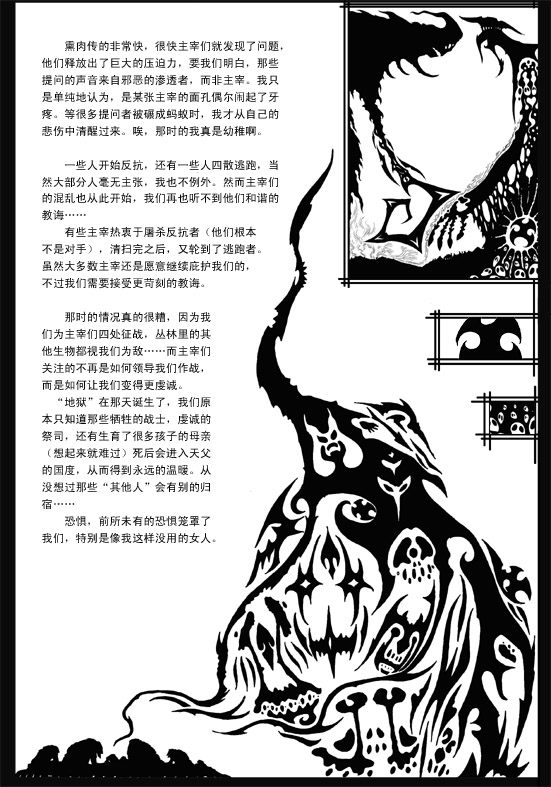 熏肉传的非常快，很快主宰们就发现了问题，
他们释放出了巨大的压迫力，要我们明白，那些
提问的声音来自邪恶的渗透者，而非主宰。我只
是单纯地认为，是某张主宰的面孔偶尔闹起了牙
疼。等很多提问者被碾成蚂蚁时，我才从自己的
悲伤中清醒过来。唉，那时的我真是幼稚啊。
一些人开始反抗，还有一些人四散逃跑，当
然大部分人毫无主张，我也不例外。然而主宰们
的混乱也从此开始，我们再也听不到他们和谐的
教诲……
有些主宰热衷于屠杀反抗者（他们根本
不是对手），清扫完之后，又轮到了逃跑者。
虽然大多数主宰还是愿意继续庇护我们的，
不过我们需要接受更苛刻的教诲。
那时的情况真的很糟，因为我
们为主宰们四处征战，丛林里的其
他生物都视我们为敌……而主宰们
关注的不再是如何领导我们作战，
而是如何让我们变得更虔诚。
“地狱”在那天诞生了，我们原
本只知道那些牺牲的战士，虔诚的
祭司，还有生育了很多孩子的母亲
（想起来就难过）死后会进入天父
的国度，从而得到永远的温暖。从
没想过那些“其他人”会有别的归
宿……
恐惧，前所未有的恐惧笼罩了
我们，特别是像我这样没用的女人。